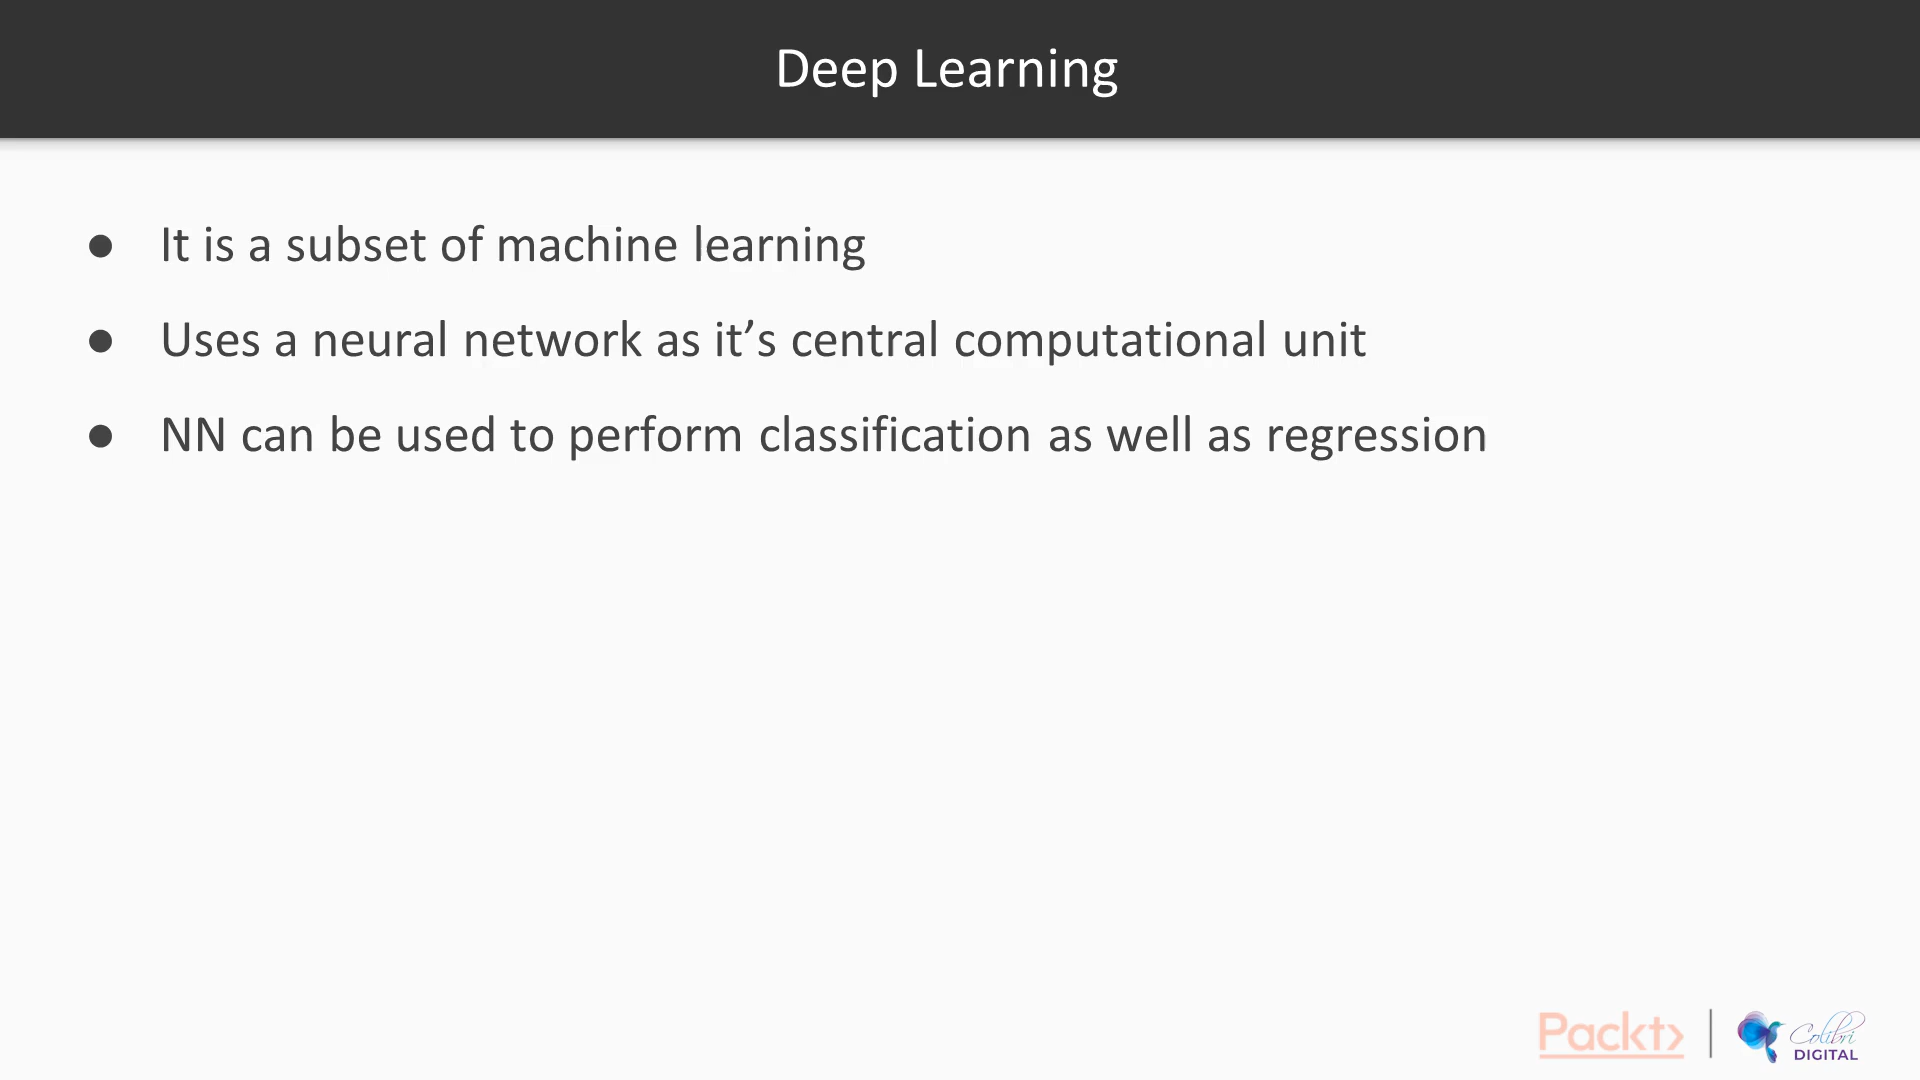 Deep Learning
● It is a subset of machine learning
● Uses a neural network as it’s central computational unit
● NN can be used to perform classification as well as regression
Packt>
Colibri
DIGITAL